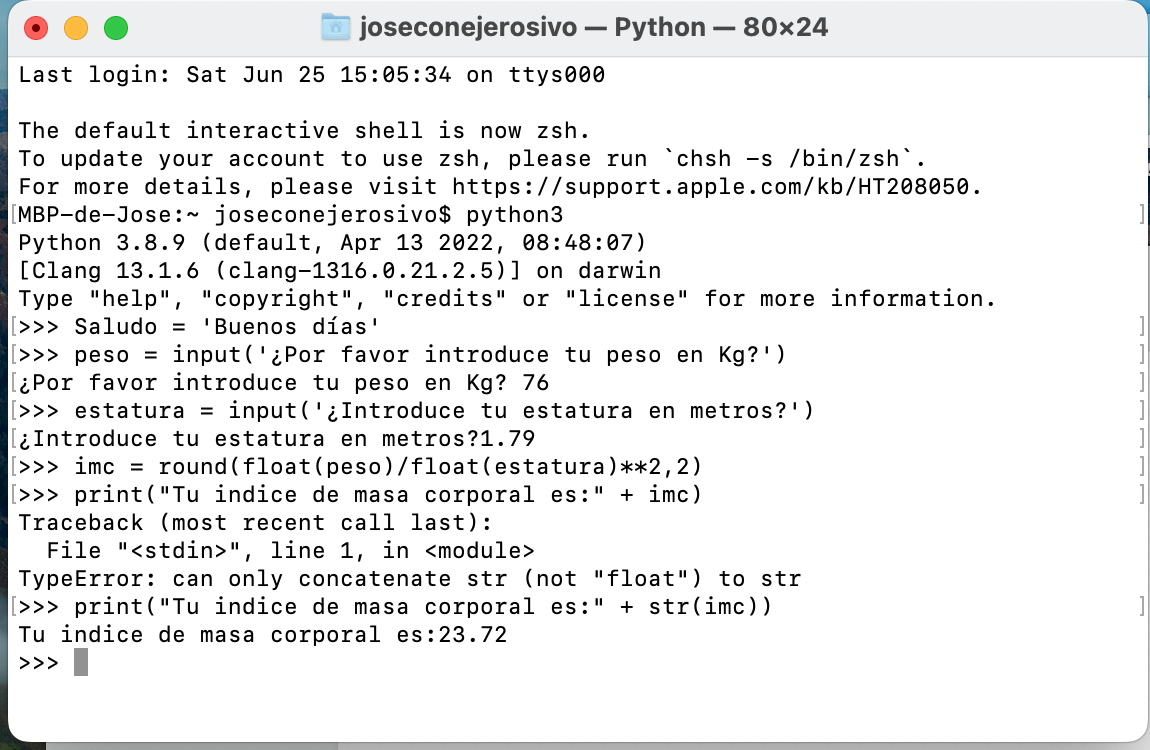 joseconejerosivo — Python — 80×24
Last login: Sat Jun 25 15:05:34 on ttys000
The default interactive shell is now zsh.
To update your account to use zsh, please run `chsh -s /bin/zsh`.
For more details, please visit https://support.apple.com/kb/HT208050.
[MBP-de-Jose:~ joseconejerosivo$ python3 ]
Python 3.8.9 (default, Apr 13 2022, 08:48:07)
[Clang 13.1.6 (clang-1316.0.21.2.5)] on darwin
Type "help", "copyright", "credits" or "license" for more information.
[>>> Saludo = 'Buenos días' ]
[>>> peso = input('¿Por favor introduce tu peso en Kg?') ]
[¿Por favor introduce tu peso en Kg? 76 ]
[>>> estatura = input('¿Introduce tu estatura en metros?') ]
[¿Introduce tu estatura en metros?1.79 ]
[>>> imc = round(float(peso)/float(estatura)**2,2) ]
[>>> print("Tu indice de masa corporal es:" + imc) ]
Traceback (most recent call last):
  File "<stdin>", line 1, in <module>
TypeError: can only concatenate str (not "float") to str
[>>> print("Tu indice de masa corporal es:" + str(imc)) ]
Tu indice de masa corporal es:23.72
>>>